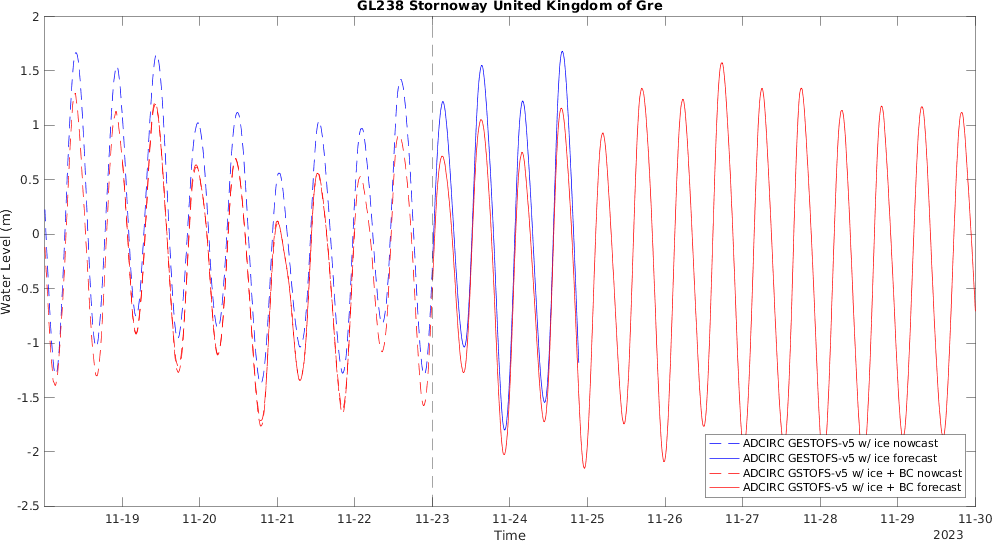 GL238 Stornoway United Kingdom of Gre
2
1.5
1
0.5
0
-0.5
-1
-1.5
-2
-2.5
Water Level (m)
ADCIRC GESTOFS-v5 w/ ice nowcast
ADCIRC GESTOFS-v5 w/ ice forecast
ADCIRC GSTOFS-v5 w/ ice + BC nowcast
ADCIRC GSTOFS-v5 w/ ice + BC forecast
11-19 11-20 11-21 11-22 11-23 11-24 11-25 11-26 11-27 11-28 11-29 11-30
Time
2023